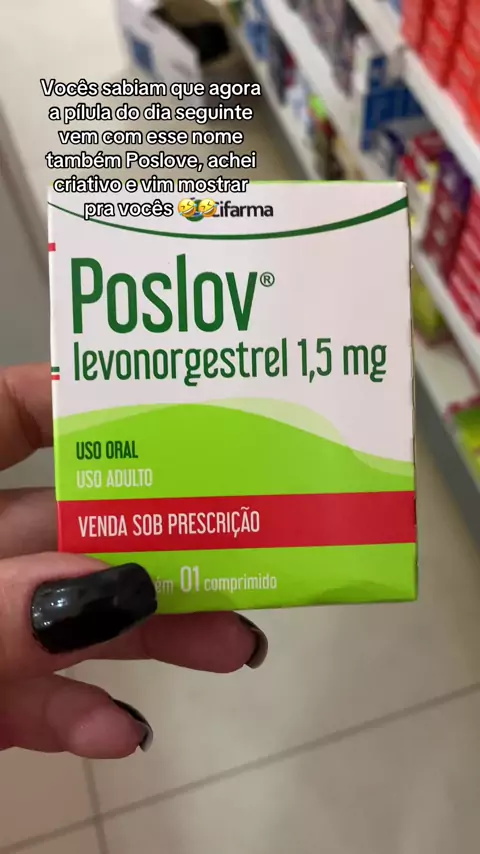 Vocês sabiam que agora
a pílula do dia seguinte
vem com esse nome
também Poslove, achei
criativo e vim mostrar
pra vocês 🤣🤣
Cifarma
Poslov®
levonorgestrel 1,5 mg
USO ORAL
USO ADULTO
VENDA SOB PRESCRIÇÃO
01 comprimido